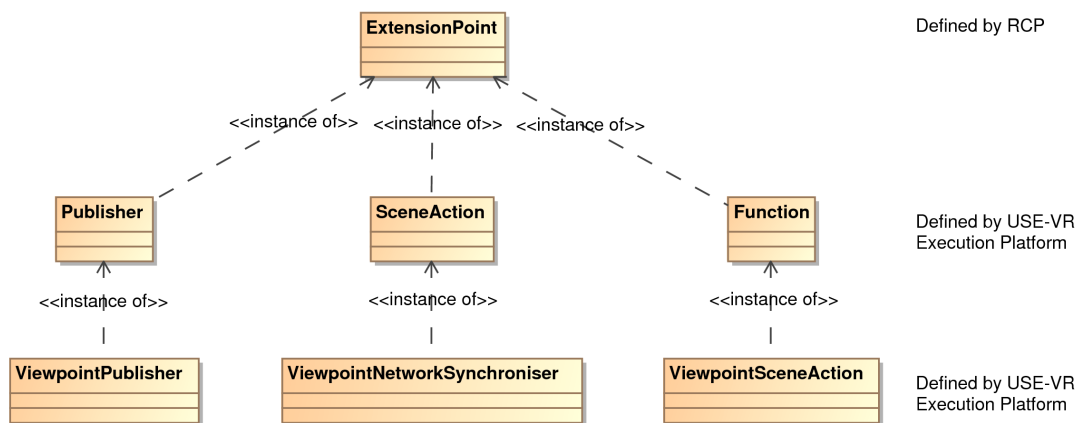 ExtensionPoint
Defined by RCP
<<instance of>>
<<instance of>>
<<instance of>>
Publisher
SceneAction
Function
Defined by USE-VR
Execution Platform
<<instance of>>
<<instance of>>
<<instance of>>
ViewpointPublisher
ViewpointNetworkSynchroniser
ViewpointSceneAction
Defined by USE-VR
Execution Platform